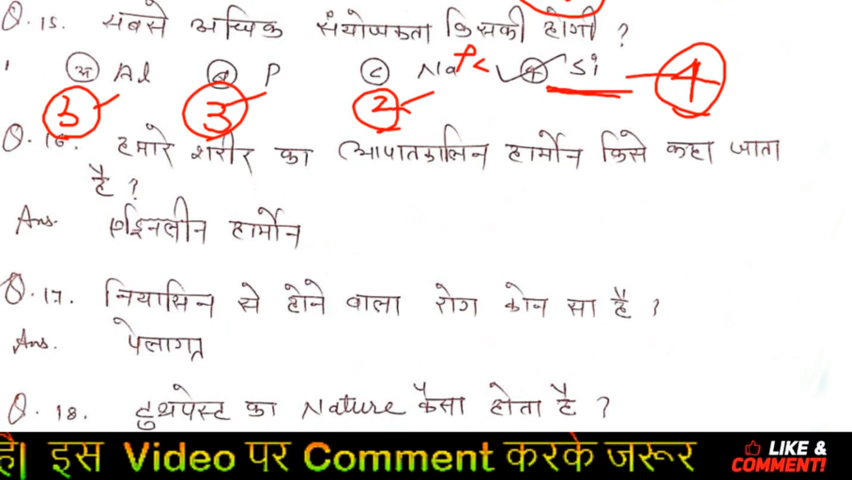 Q.15. सबसे अधिक संयोजकता किसकी होगी ?
अ Al ब P C Na द Si
3 3 2 4
Q.16. हमारे शरीर का आपातकालिन हार्मोन किसे कहा जाता
है ?
Ans. एड्रिनलीन हार्मोन
Q.17. नियासिन से होने वाला रोग कोन सा है ?
Ans. पेलाग्रा
Q.18. टुथपेस्ट का Nature कैसा होता है ?
है। इस Video पर Comment करके जरूर
LIKE &
COMMENT!